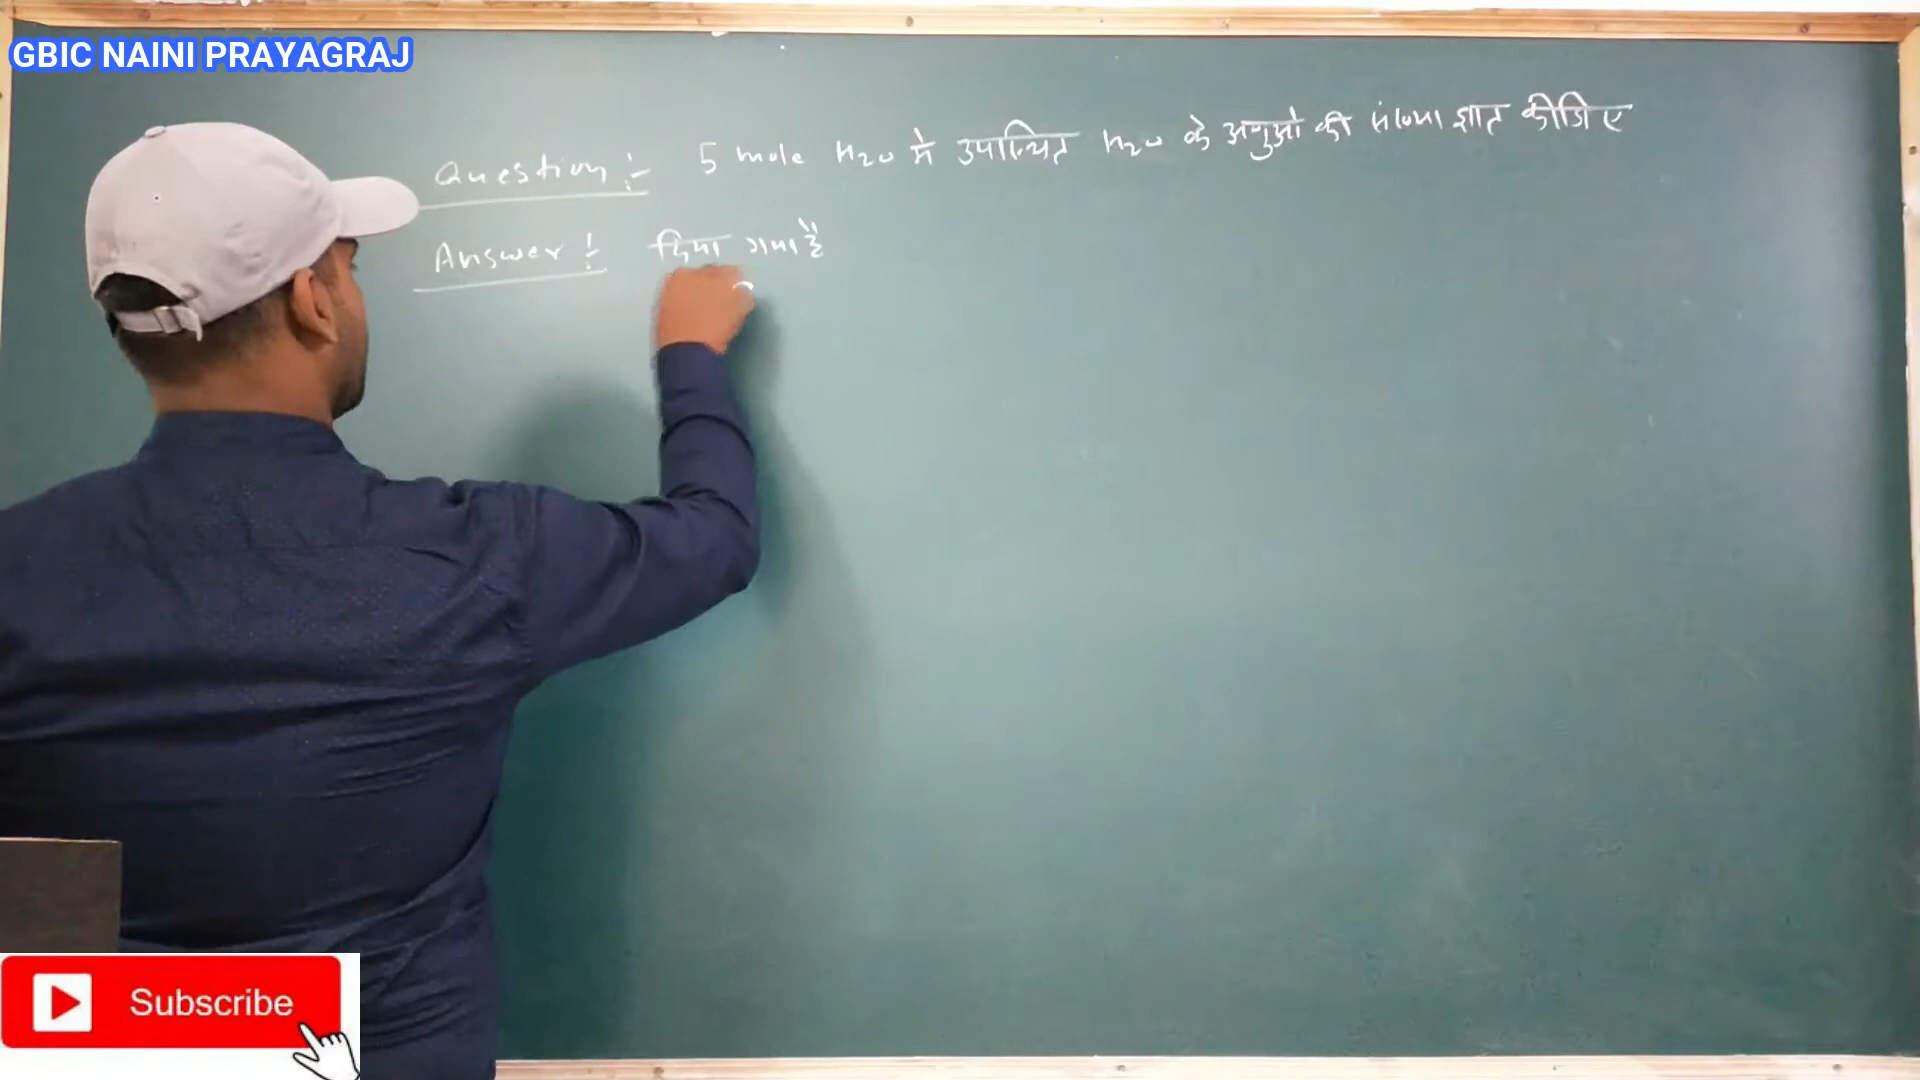 GBIC NAINI PRAYAGRAJ
Question :- 5 mole H2O मे उपस्थित H2O के अणुओ की संख्या ज्ञात कीजिए
Answer :- दिया गया है
Subscribe